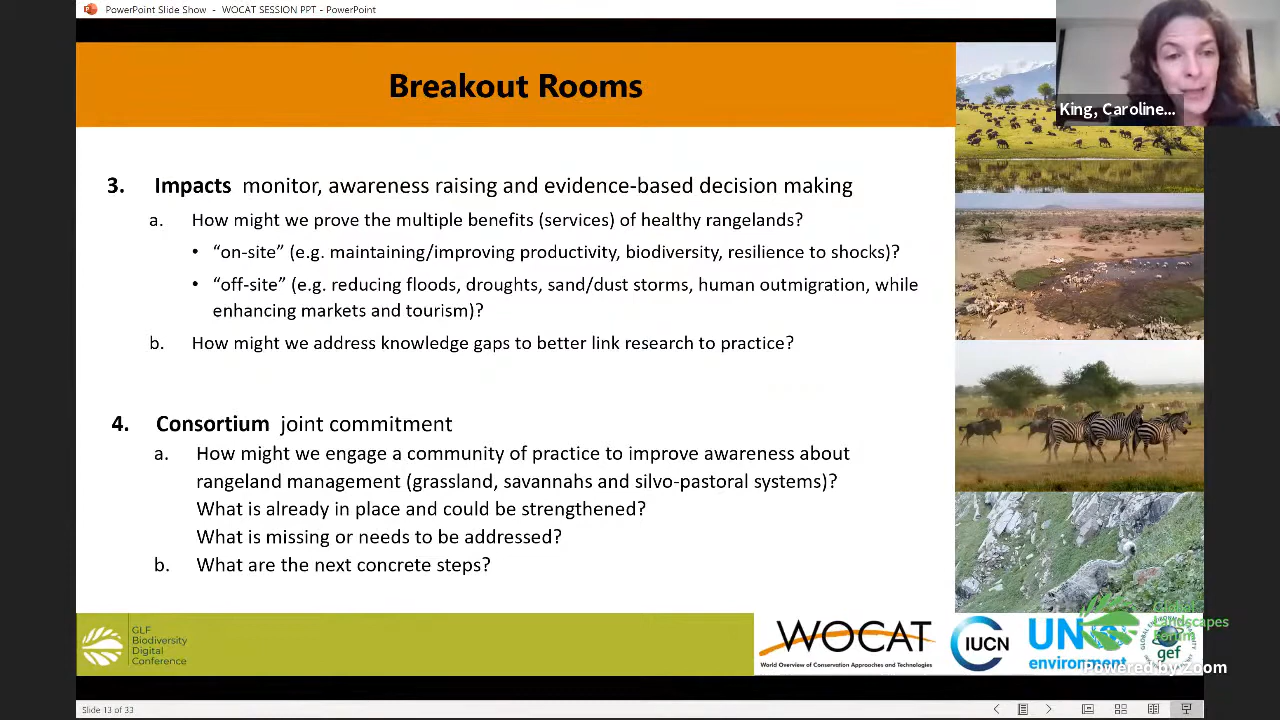 PowerPoint Slide Show - WOCAT SESSION PPT - PowerPoint
King, Caroline...
Breakout Rooms
3. Impacts monitor, awareness raising and evidence-based decision making
a. How might we prove the multiple benefits (services) of healthy rangelands?
• “on-site” (e.g. maintaining/improving productivity, biodiversity, resilience to shocks)?
• “off-site” (e.g. reducing floods, droughts, sand/dust storms, human outmigration, while
enhancing markets and tourism)?
b. How might we address knowledge gaps to better link research to practice?
4. Consortium joint commitment
a. How might we engage a community of practice to improve awareness about
rangeland management (grassland, savannahs and silvo-pastoral systems)?
What is already in place and could be strengthened?
What is missing or needs to be addressed?
b. What are the next concrete steps?
GLF
Biodiversity
Digital
Conference
WOCAT
World Overview of Conservation Approaches and Technologies
IUCN
UN
environment
gef
Global
Landscapes
Forum
Powered by Zoom
Slide 13 of 33